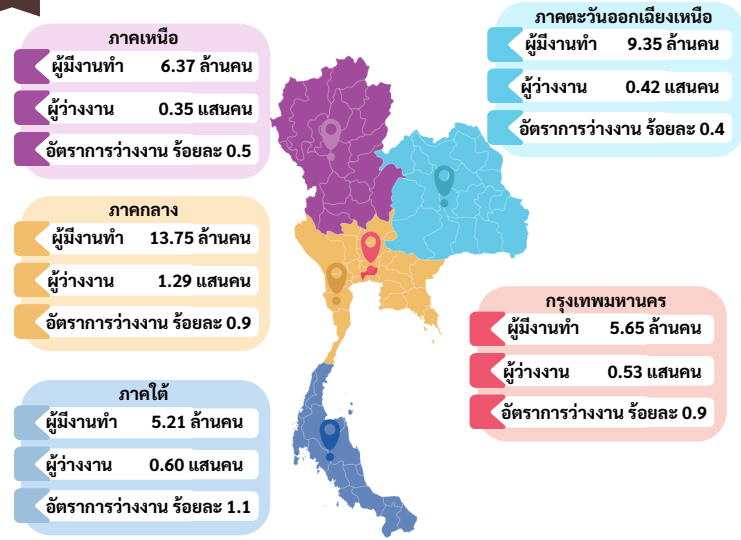 ภาคเหนือ
ผู้มีงานทำ 6.37 ล้านคน
ผู้ว่างงาน 0.35 แสนคน
อัตราการว่างงาน ร้อยละ 0.5
ภาคตะวันออกเฉียงเหนือ
ผู้มีงานทำ 9.35 ล้านคน
ผู้ว่างงาน 0.42 แสนคน
อัตราการว่างงาน ร้อยละ 0.4
ภาคกลาง
ผู้มีงานทำ 13.75 ล้านคน
ผู้ว่างงาน 1.29 แสนคน
อัตราการว่างงาน ร้อยละ 0.9
กรุงเทพมหานคร
ผู้มีงานทำ 5.65 ล้านคน
ผู้ว่างงาน 0.53 แสนคน
อัตราการว่างงาน ร้อยละ 0.9
ภาคใต้
ผู้มีงานทำ 5.21 ล้านคน
ผู้ว่างงาน 0.60 แสนคน
อัตราการว่างงาน ร้อยละ 1.1